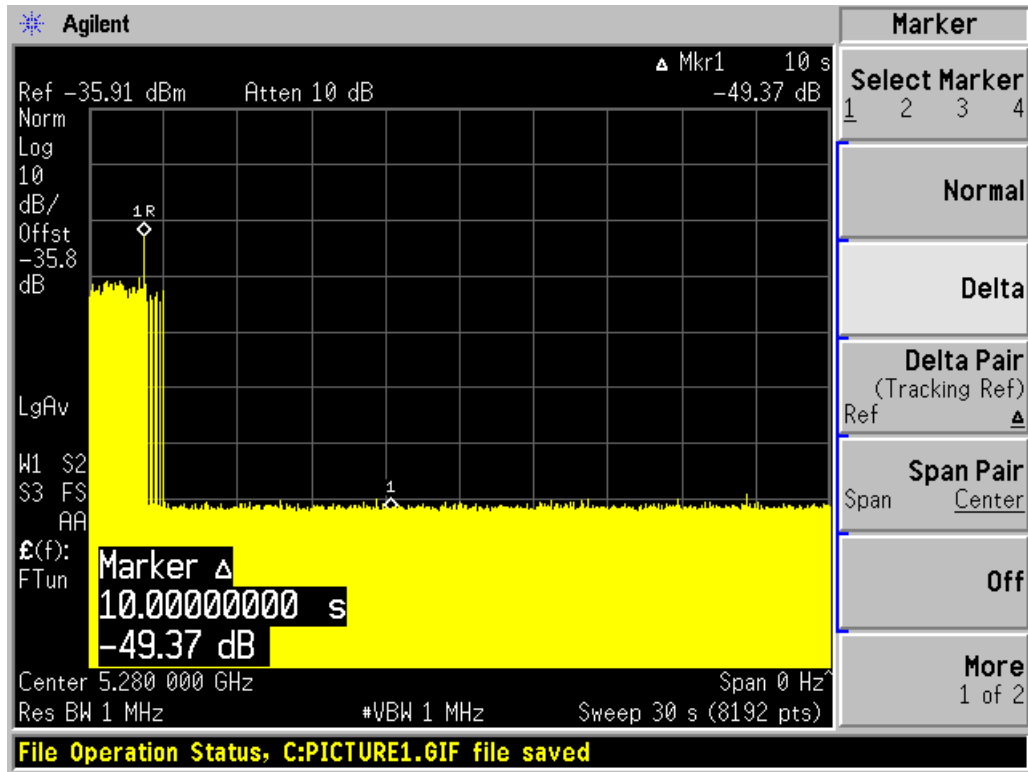 Agilent
Marker
Δ Mkr1 10 s
Ref -35.91 dBm Atten 10 dB -49.37 dB
Norm
Log
10
dB/
Offst
-35.8
dB
1R
LgAv
1
W1 S2
S3 FS
AA
£(f):
FTun
Marker Δ
10.00000000 s
-49.37 dB
Center 5.280 000 GHz Span 0 Hz^
Res BW 1 MHz #VBW 1 MHz Sweep 30 s (8192 pts)
Select Marker
1 2 3 4
Normal
Delta
Delta Pair
(Tracking Ref)
Ref Δ
Span Pair
Span Center
Off
More
1 of 2
File Operation Status, C:PICTURE1.GIF file saved